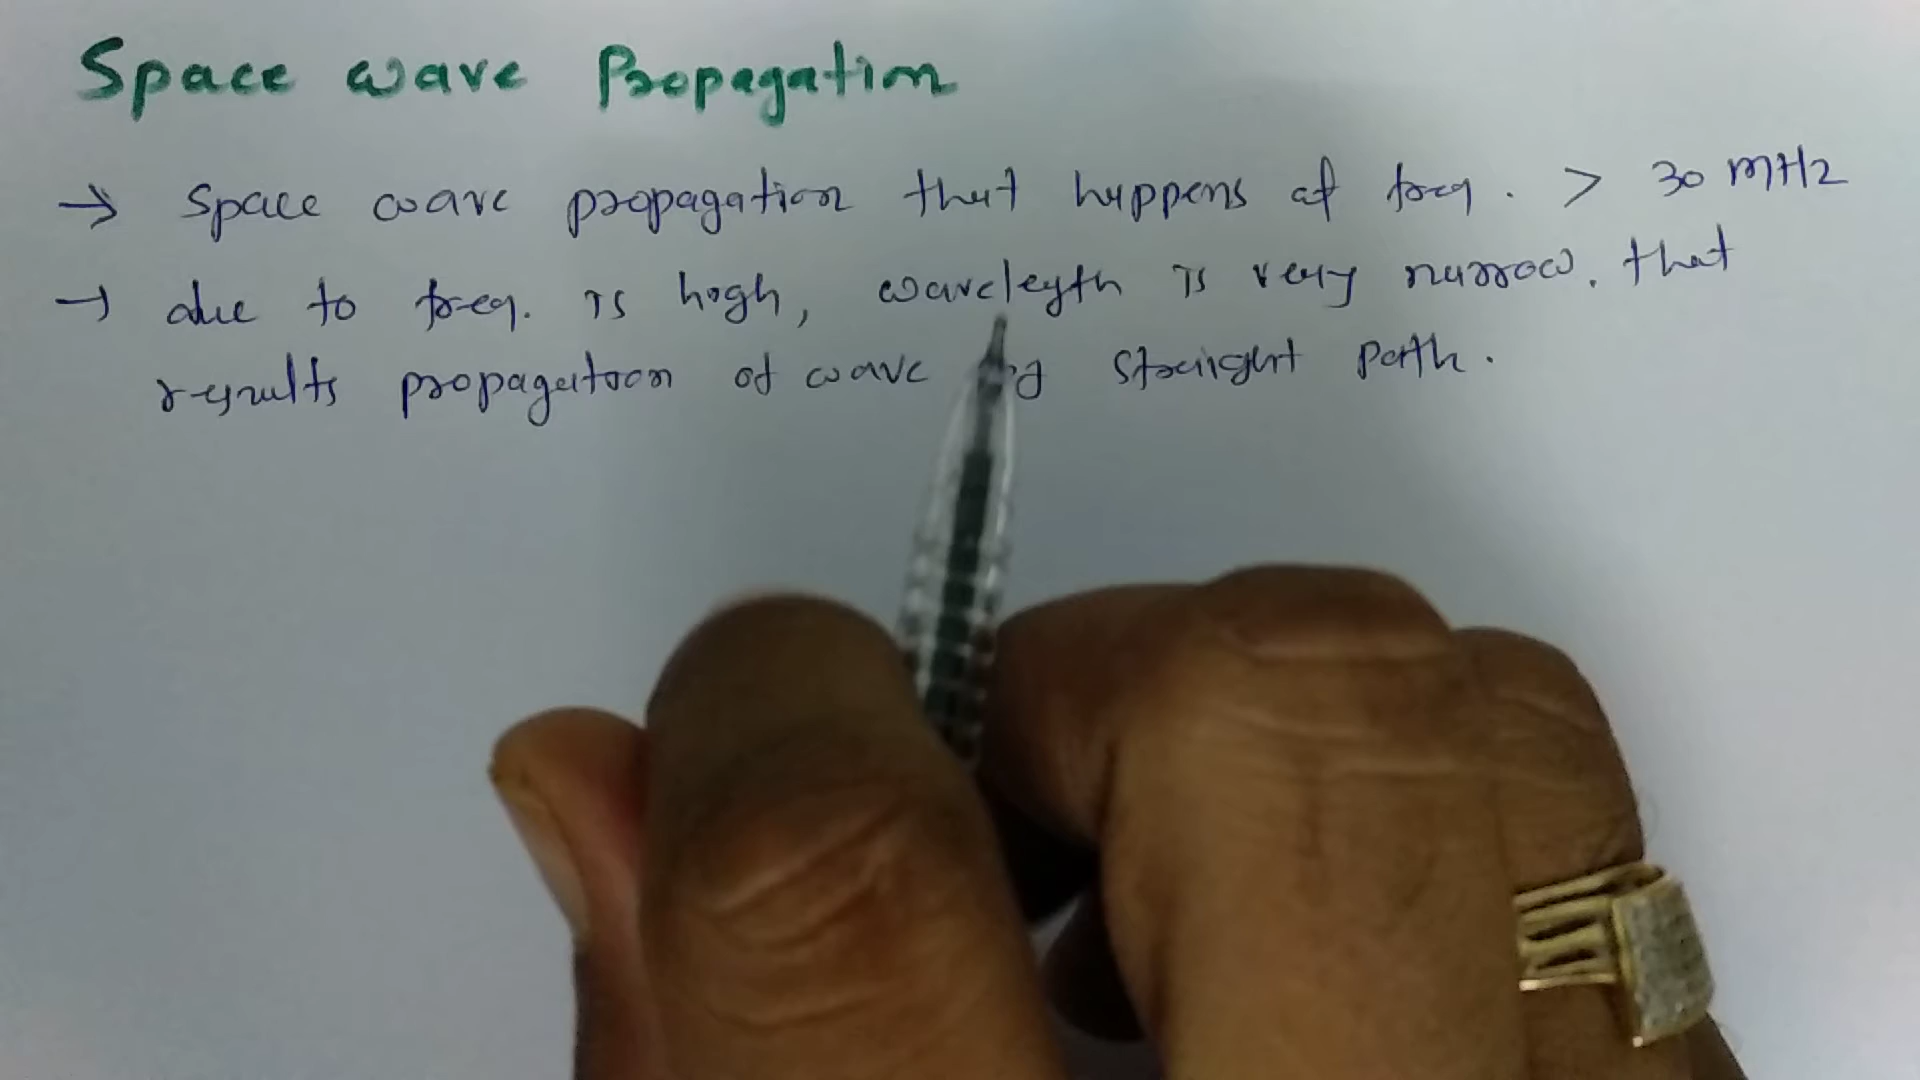 Space wave Propagation
→ Space wave propagation that happens at freq. > 30 MHz
→ due to freq. is high, wavelegth is very narrow. that
results propagation of wave straight path.